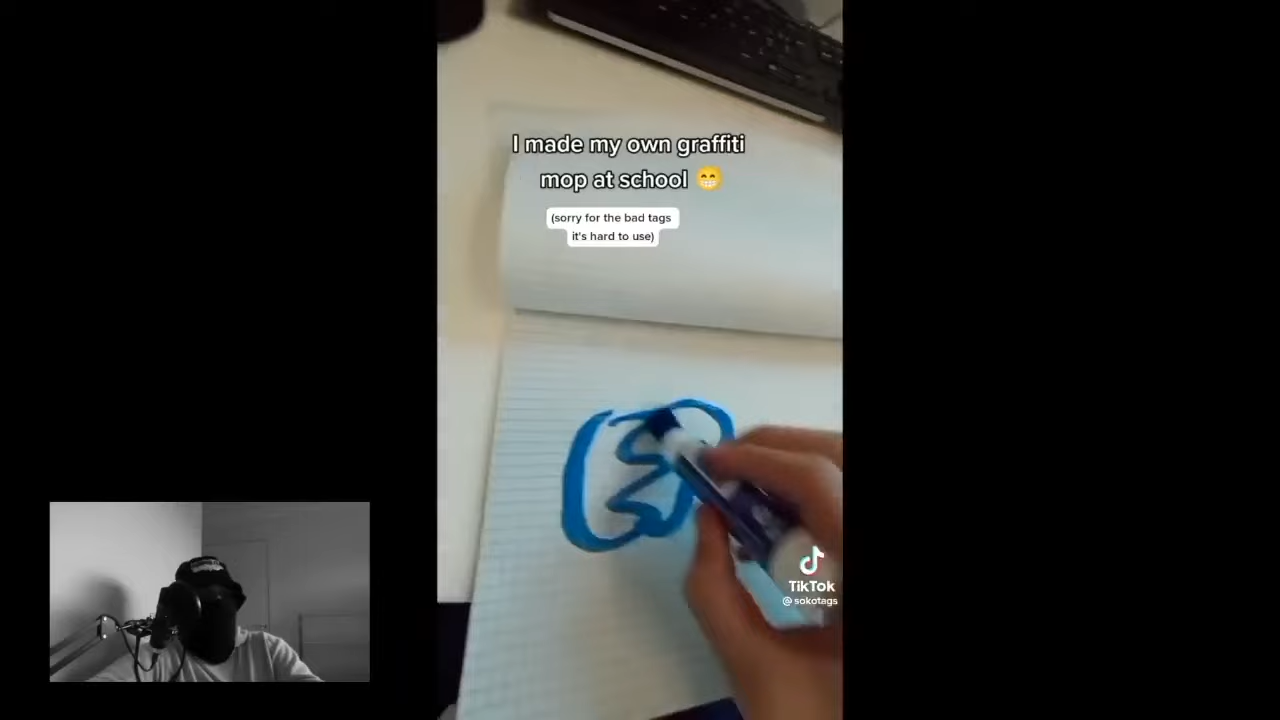 I made my own graffiti
mop at school 😁
(sorry for the bad tags
it's hard to use)
TikTok
@ sokotags